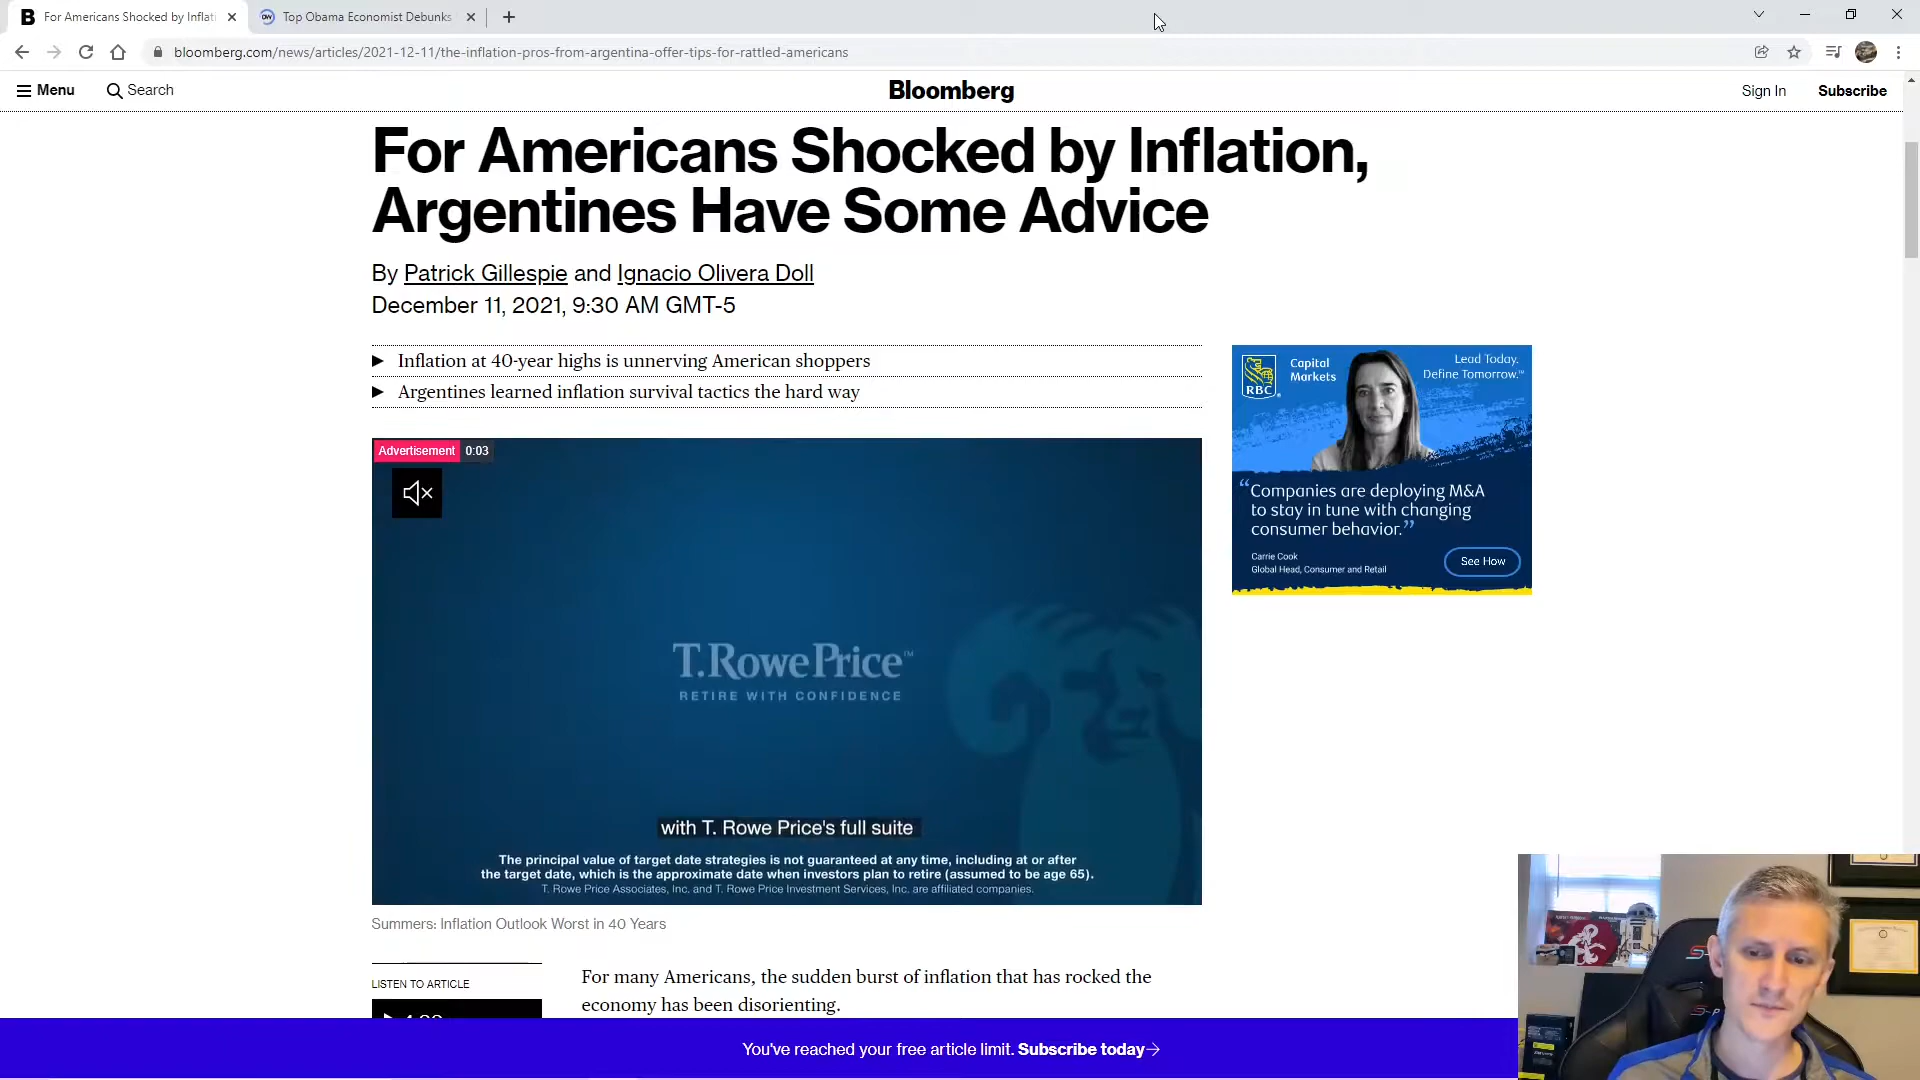 For Americans Shocked by Inflati
Top Obama Economist Debunks
bloomberg.com/news/articles/2021-12-11/the-inflation-pros-from-argentina-offer-tips-for-rattled-americans
Menu
Search
Bloomberg
Sign In
Subscribe
For Americans Shocked by Inflation,
Argentines Have Some Advice
By Patrick Gillespie and Ignacio Olivera Doll
December 11, 2021, 9:30 AM GMT-5
Inflation at 40-year highs is unnerving American shoppers
Argentines learned inflation survival tactics the hard way
Advertisement 0:03
T.RowePrice™
RETIRE WITH CONFIDENCE
with T. Rowe Price's full suite
The principal value of target date strategies is not guaranteed at any time, including at or after
the target date, which is the approximate date when investors plan to retire (assumed to be age 65).
T. Rowe Price Associates, Inc. and T. Rowe Price Investment Services, Inc. are affiliated companies.
Summers: Inflation Outlook Worst in 40 Years
RBC®
Capital
Markets
Lead Today.
Define Tomorrow.™
“Companies are deploying M&A
to stay in tune with changing
consumer behavior.”
Carrie Cook
Global Head, Consumer and Retail
See How
LISTEN TO ARTICLE
For many Americans, the sudden burst of inflation that has rocked the
economy has been disorienting.
You've reached your free article limit. Subscribe today→